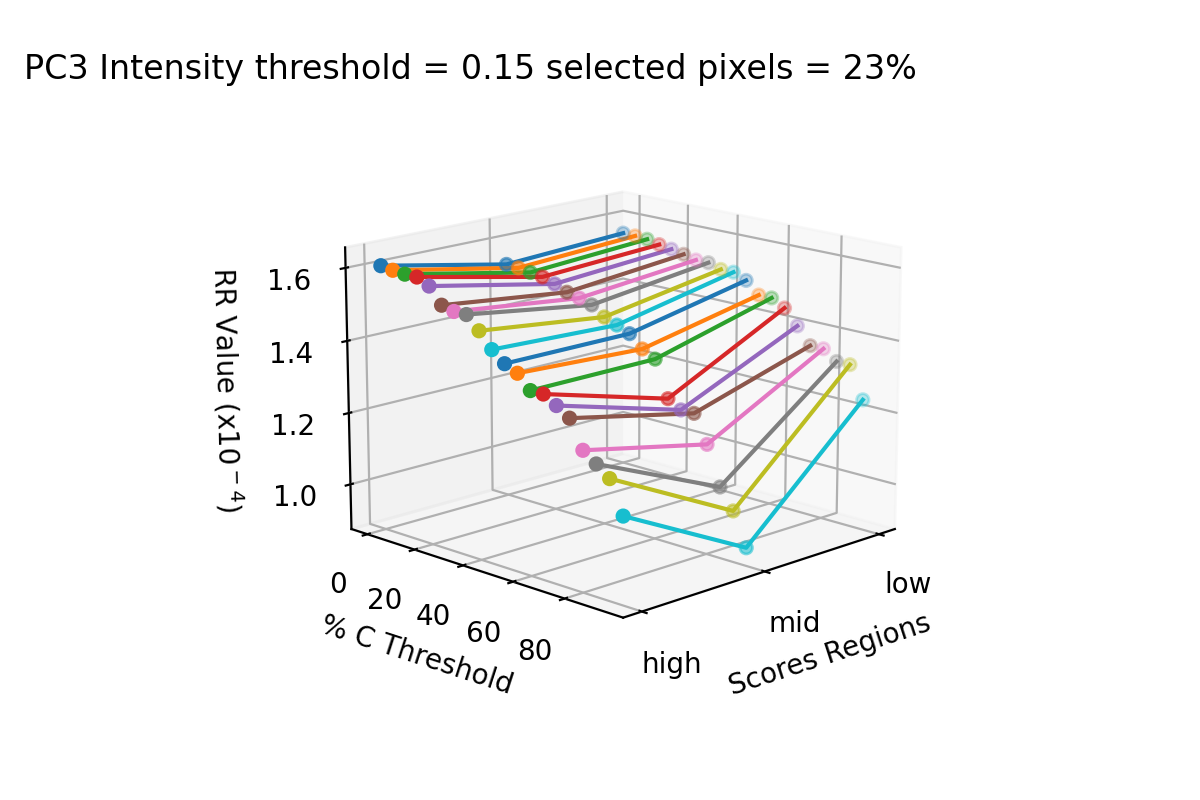 PC3 Intensity threshold = 0.15 selected pixels = 23%
RR Value (x10⁻⁴)
1.6
1.4
1.2
1.0
0
20
40
60
80
% C Threshold
high
mid
low
Scores Regions